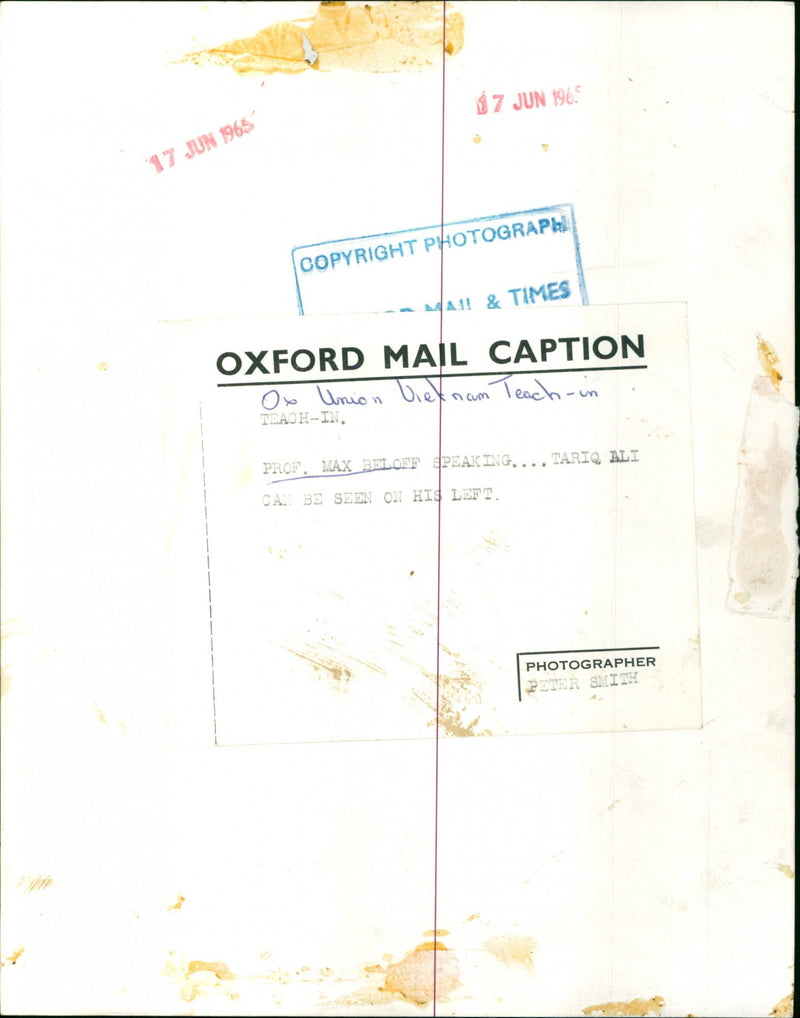 17 JUN 1965
17 JUN 1965
COPYRIGHT PHOTOGRAPH
MAIL & TIMES
OXFORD MAIL CAPTION
Ox Union Vietnam Teach-in
TEACH-IN.
PROF. MAX BELOFF SPEAKING....TARIQ ALI
CAN BE SEEN ON HIS LEFT.
PHOTOGRAPHER
PETER SMITH